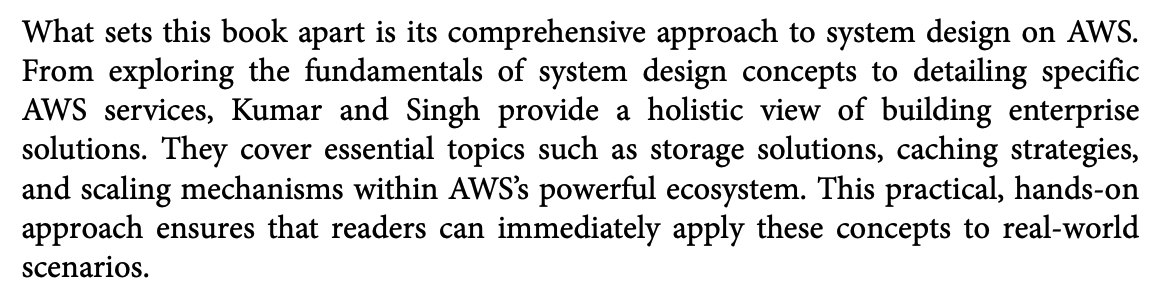 What sets this book apart is its comprehensive approach to system design on AWS.
From exploring the fundamentals of system design concepts to detailing specific
AWS services, Kumar and Singh provide a holistic view of building enterprise
solutions. They cover essential topics such as storage solutions, caching strategies,
and scaling mechanisms within AWS’s powerful ecosystem. This practical, hands-on
approach ensures that readers can immediately apply these concepts to real-world
scenarios.